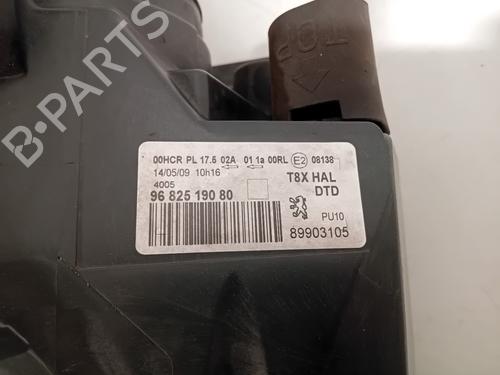 TOP
00HCR PL 17.5 02A 01 1a 00RL E2 08138
14/05/09 10h16
4005
96 825 190 80
T8X HAL
DTD
PU10
89903105
B-PARTS